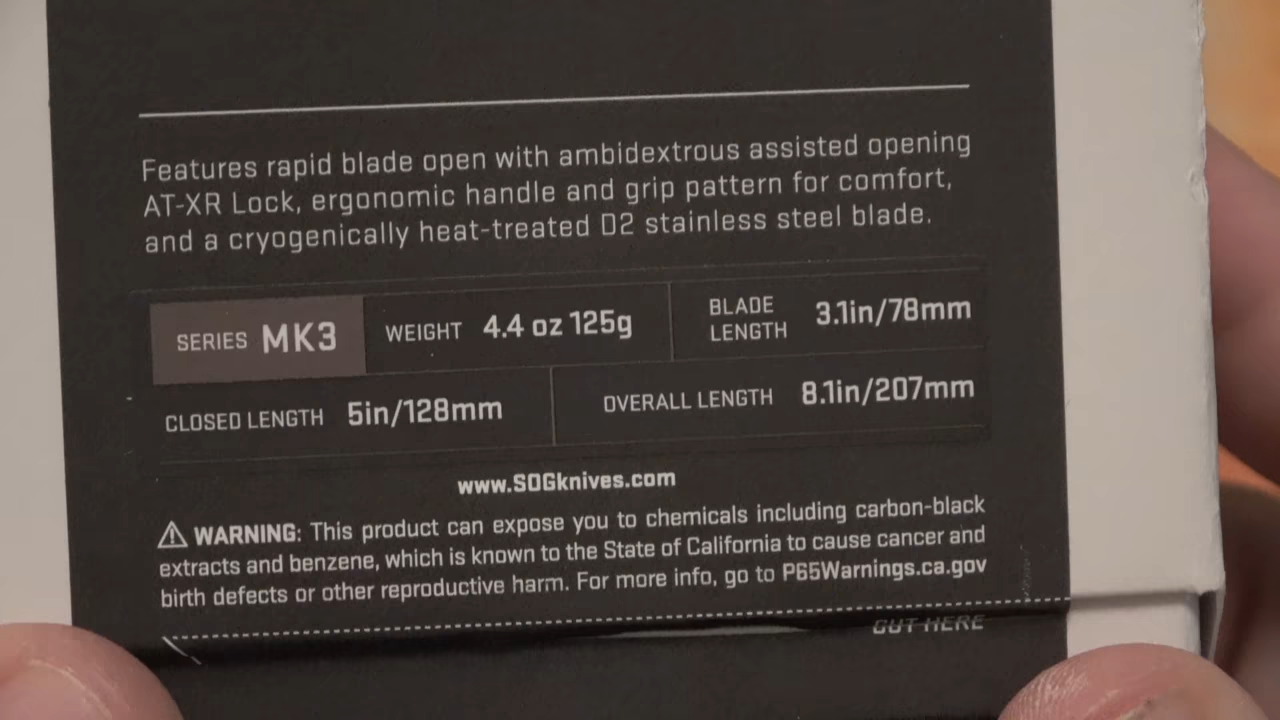 Features rapid blade open with ambidextrous assisted opening
AT-XR Lock, ergonomic handle and grip pattern for comfort,
and a cryogenically heat-treated D2 stainless steel blade.
SERIES MK3
WEIGHT 4.4 oz 125g
BLADE LENGTH 3.1in/78mm
CLOSED LENGTH 5in/128mm
OVERALL LENGTH 8.1in/207mm
www.SOGknives.com
⚠ WARNING: This product can expose you to chemicals including carbon-black
extracts and benzene, which is known to the State of California to cause cancer and
birth defects or other reproductive harm. For more info, go to P65Warnings.ca.gov
CUT HERE